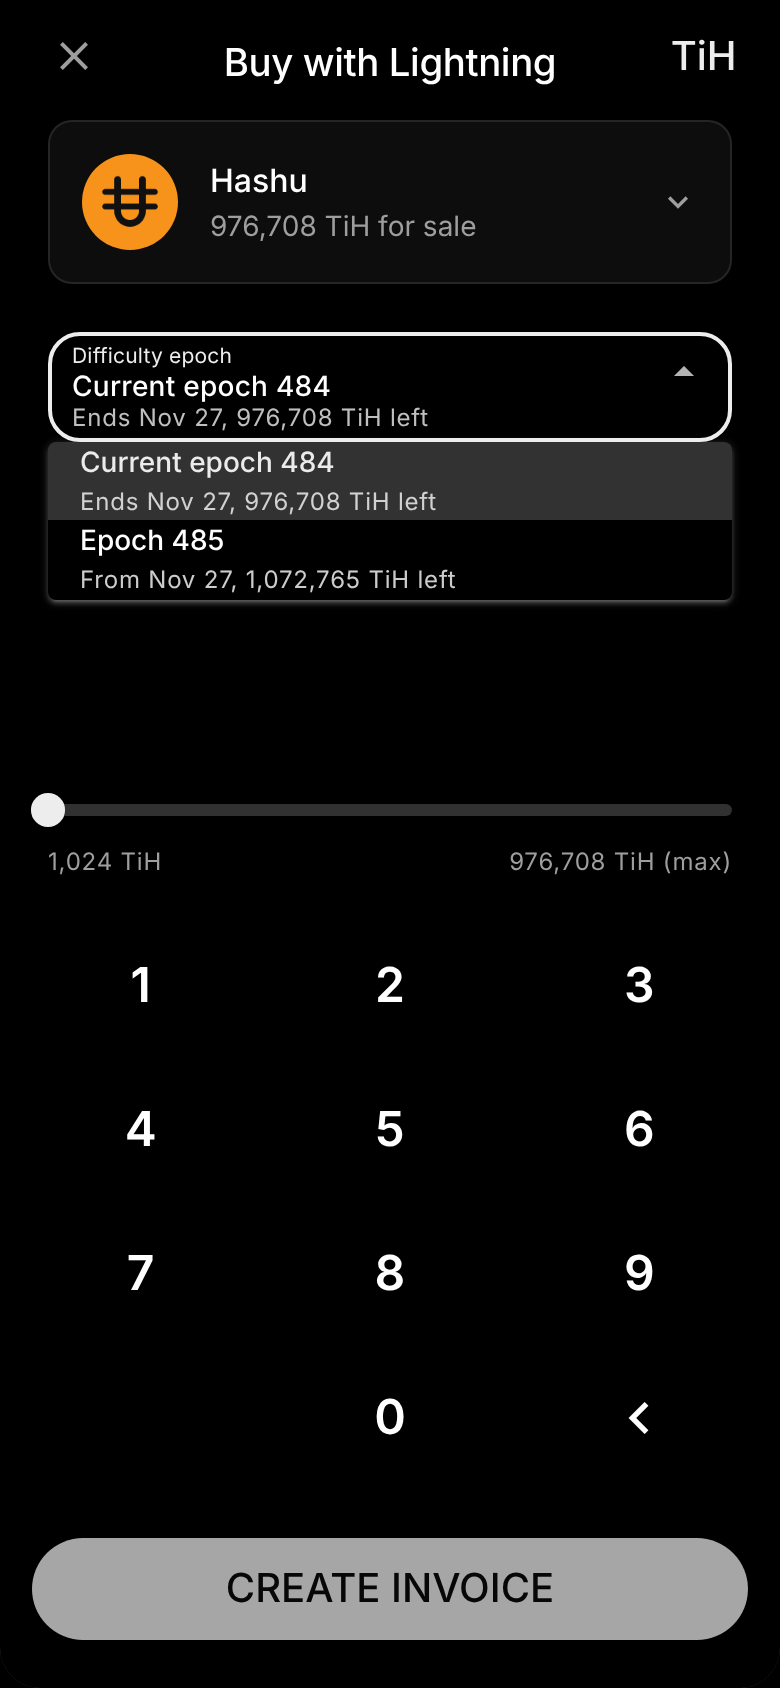 Buy with Lightning
TiH
Hashu
976,708 TiH for sale
Difficulty epoch
Current epoch 484
Ends Nov 27, 976,708 TiH left
Current epoch 484
Ends Nov 27, 976,708 TiH left
Epoch 485
From Nov 27, 1,072,765 TiH left
1,024 TiH
976,708 TiH (max)
1 2 3
4 5 6
7 8 9
0
CREATE INVOICE